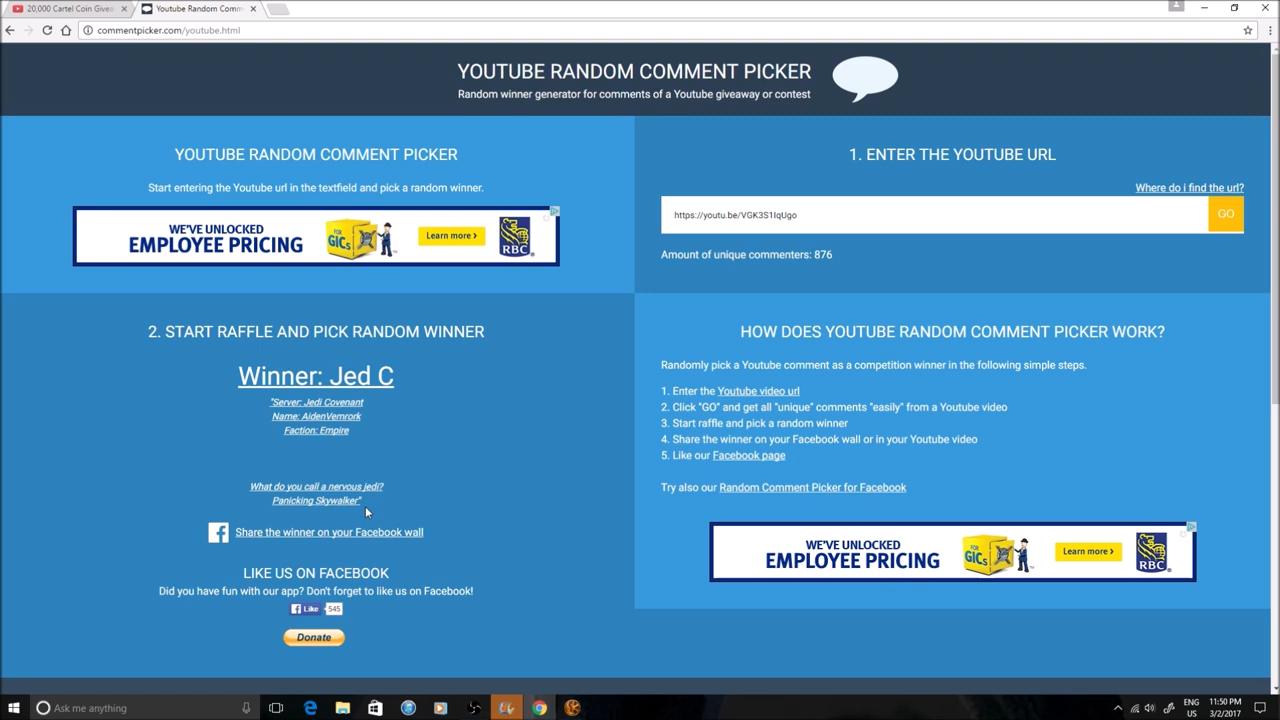 20,000 Cartel Coin Givea
Youtube Random Comm
commentpicker.com/youtube.html
YOUTUBE RANDOM COMMENT PICKER
Random winner generator for comments of a Youtube giveaway or contest
YOUTUBE RANDOM COMMENT PICKER
Start entering the Youtube url in the textfield and pick a random winner.
WE'VE UNLOCKED
EMPLOYEE PRICING
FOR
GICs
Learn more ›
RBC
1. ENTER THE YOUTUBE URL
Where do i find the url?
https://youtu.be/VGK3S1IqUgo
GO
Amount of unique commenters: 876
2. START RAFFLE AND PICK RANDOM WINNER
Winner: Jed C
"Server: Jedi Covenant
Name: AidenVemrork
Faction: Empire
What do you call a nervous jedi?
Panicking Skywalker"
Share the winner on your Facebook wall
LIKE US ON FACEBOOK
Did you have fun with our app? Don't forget to like us on Facebook!
Like 545
Donate
HOW DOES YOUTUBE RANDOM COMMENT PICKER WORK?
Randomly pick a Youtube comment as a competition winner in the following simple steps.
1. Enter the Youtube video url
2. Click "GO" and get all "unique" comments "easily" from a Youtube video
3. Start raffle and pick a random winner
4. Share the winner on your Facebook wall or in your Youtube video
5. Like our Facebook page
Try also our Random Comment Picker for Facebook
WE'VE UNLOCKED
EMPLOYEE PRICING
FOR
GICs
Learn more ›
RBC
Ask me anything
ENG
US
11:50 PM
3/2/2017